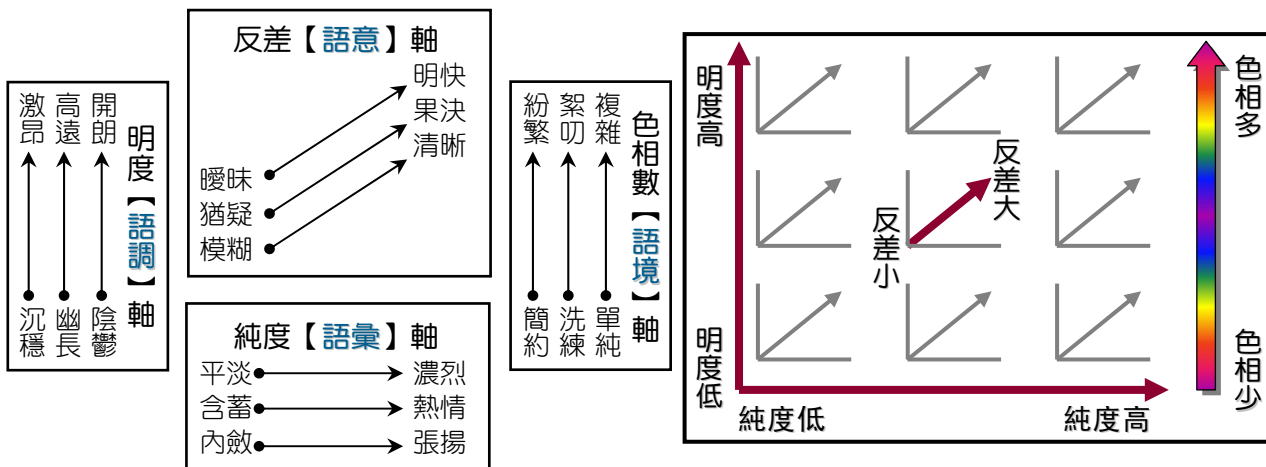 明度【語調】軸
激昂
高遠
開朗
沉穩
幽長
陰鬱
反差【語意】軸
明快
果決
清晰
曖昧
猶疑
模糊
純度【語彙】軸
平淡 濃烈
含蓄 熱情
內斂 張揚
色相數【語境】軸
紛繁
絮叨
複雜
簡約
洗練
單純
明度高
明度低
純度低
純度高
反差大
反差小
色相多
色相少